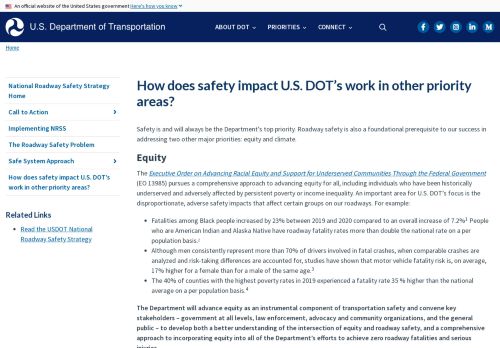 An official website of the United States government Here's how you know
U.S. Department of Transportation
ABOUT DOT
PRIORITIES
CONNECT
Home
National Roadway Safety Strategy
Home
Call to Action
Implementing NRSS
The Roadway Safety Problem
Safe System Approach
How does safety impact U.S. DOT's
work in other priority areas?
Related Links
Read the USDOT National
Roadway Safety Strategy
How does safety impact U.S. DOT's work in other priority
areas?
Safety is and will always be the Department's top priority. Roadway safety is also a foundational prerequisite to our success in
addressing two other major priorities: equity and climate.
Equity
The Executive Order on Advancing Racial Equity and Support for Underserved Communities Through the Federal Government
(EO 13985) pursues a comprehensive approach to advancing equity for all, including individuals who have been historically
underserved and adversely affected by persistent poverty or income inequality. An important area for U.S. DOT's focus is the
disproportionate, adverse safety impacts that affect certain groups on our roadways. For example:
Fatalities among Black people increased by 23% between 2019 and 2020 compared to an overall increase of 7.2%1 People
who are American Indian and Alaska Native have roadway fatality rates more than double the national rate on a per
population basis.2
Although men consistently represent more than 70% of drivers involved in fatal crashes, when comparable crashes are
analyzed and risk-taking differences are accounted for, studies have shown that motor vehicle fatality risk is, on average,
17% higher for a female than for a male of the same age.3
The 40% of counties with the highest poverty rates in 2019 experienced a fatality rate 35 % higher than the national
average on a per population basis.4
The Department will advance equity as an instrumental component of transportation safety and convene key
stakeholders – government at all levels, law enforcement, advocacy and community organizations, and the general
public – to develop both a better understanding of the intersection of equity and roadway safety, and a comprehensive
approach to incorporating equity into all of the Department's efforts to achieve zero roadway fatalities and serious